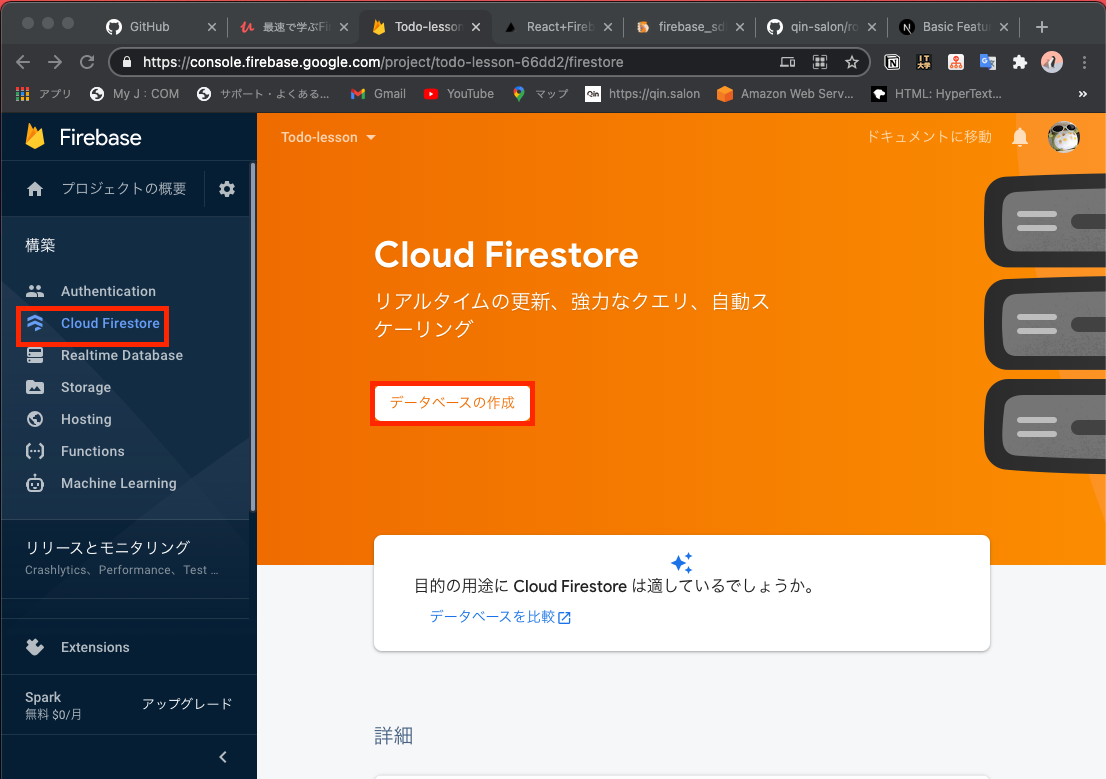 GitHub
最速で学ぶFi
Todo-lesson
React+Fireb
firebase_sd
qin-salon/ro
Basic Featu
https://console.firebase.google.com/project/todo-lesson-66dd2/firestore
IT大学
アプリ
My J：COM
サポート・よくある...
Gmail
YouTube
マップ
Qin
https://qin.salon
Amazon Web Serv...
HTML: HyperText...
Firebase
Todo-lesson
ドキュメントに移動
プロジェクトの概要
構築
Authentication
Cloud Firestore
Realtime Database
Storage
Hosting
Functions
Machine Learning
リリースとモニタリング
Crashlytics、Performance、Test ...
Extensions
Spark
無料 $0/月
アップグレード
Cloud Firestore
リアルタイムの更新、強力なクエリ、自動ス
ケーリング
データベースの作成
目的の用途に Cloud Firestore は適しているでしょうか。
データベースを比較
詳細